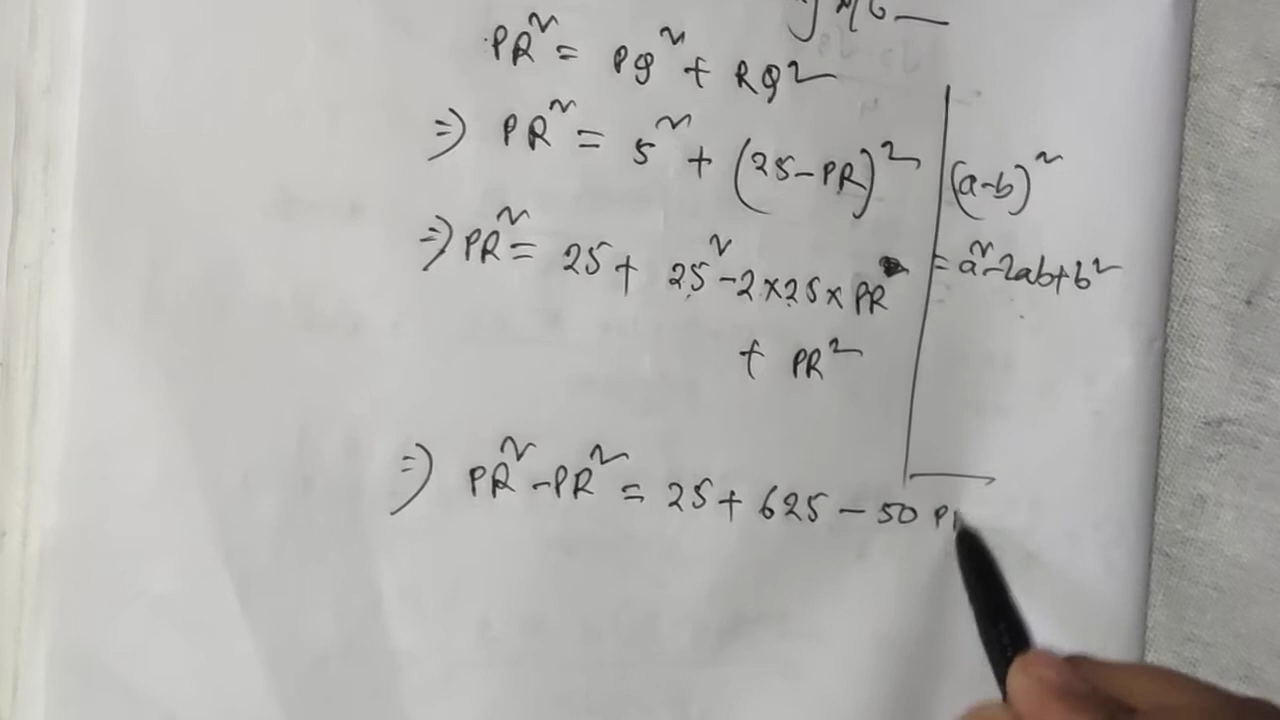 PR² = PQ² + RQ²
⇒ PR² = 5² + (25-PR)²
(a-b)²
⇒ PR² = 25 + 25² - 2×25×PR
= a² - 2ab + b²
+ PR²
⇒ PR² - PR² = 25 + 625 - 50 P